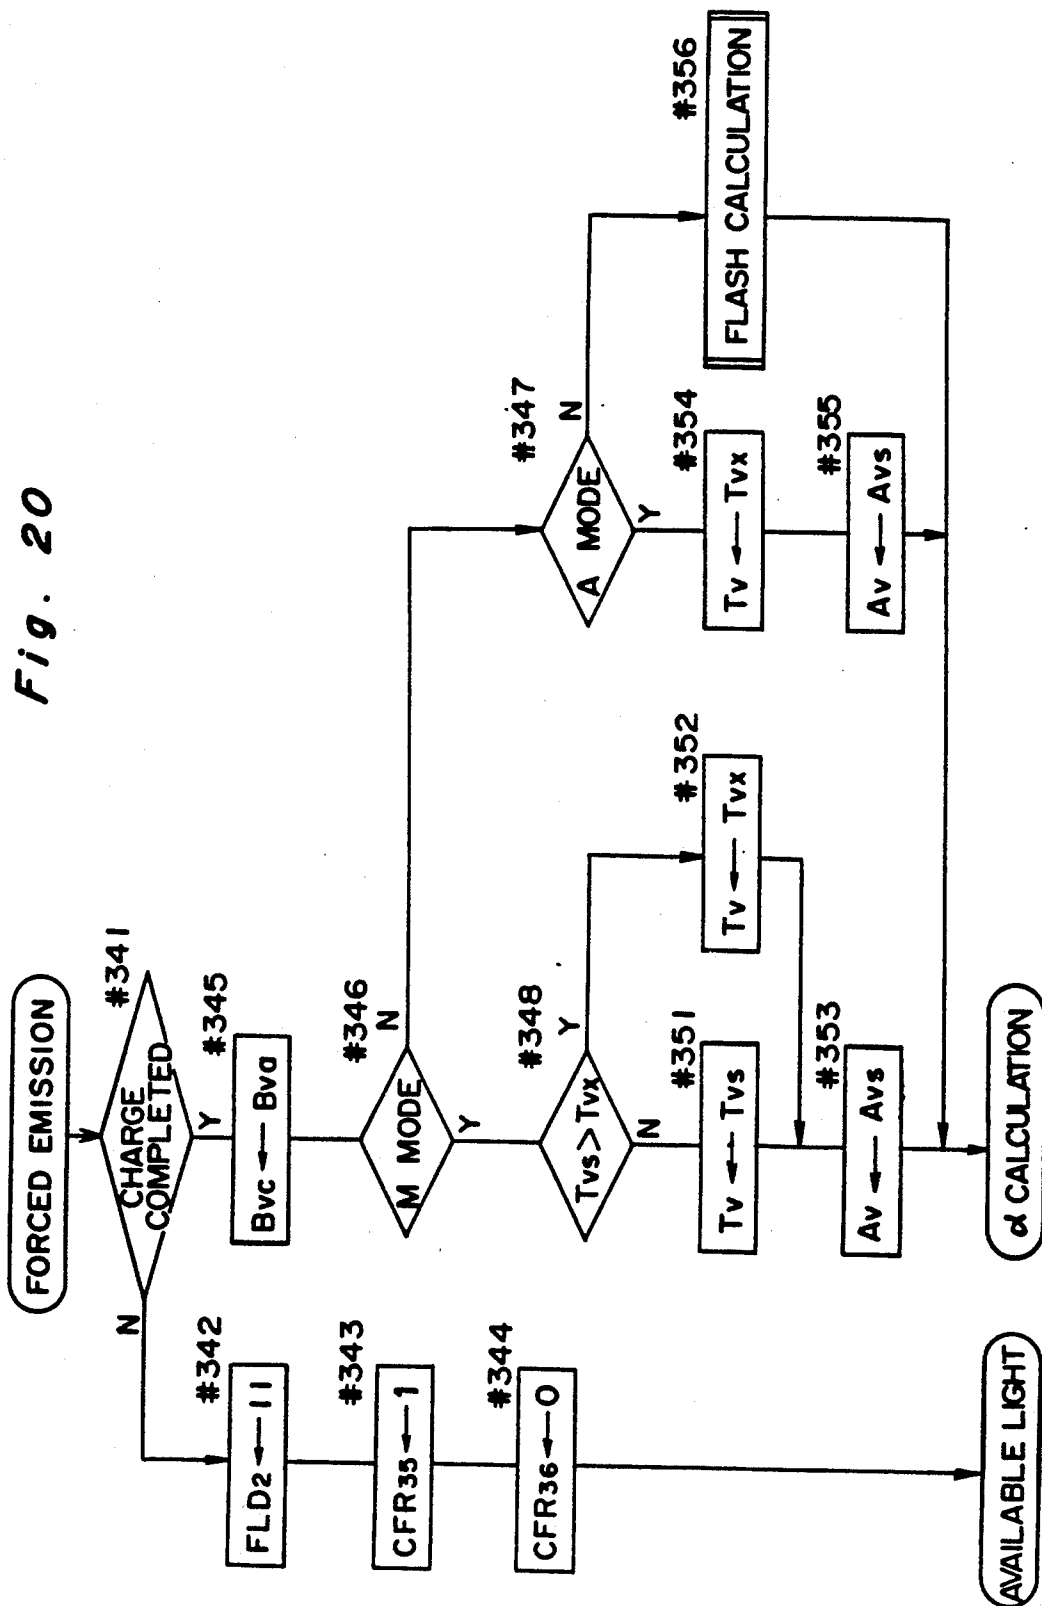 Fig. 20
FORCED EMISSION
#341
CHARGE
COMPLETED
N
Y
#342
FLD2 ← 11
#343
CFR35 ← 1
#344
CFR36 ← 0
AVAILABLE LIGHT
#345
Bvc ← Bva
#346
M MODE
N
Y
#348
Tvs > Tvx
Y
N
#351
Tv ← Tvs
#352
Tv ← Tvx
#353
Av ← Avs
#347
A MODE
N
Y
#354
Tv ← Tvx
#355
Av ← Avs
#356
FLASH CALCULATION
α CALCULATION